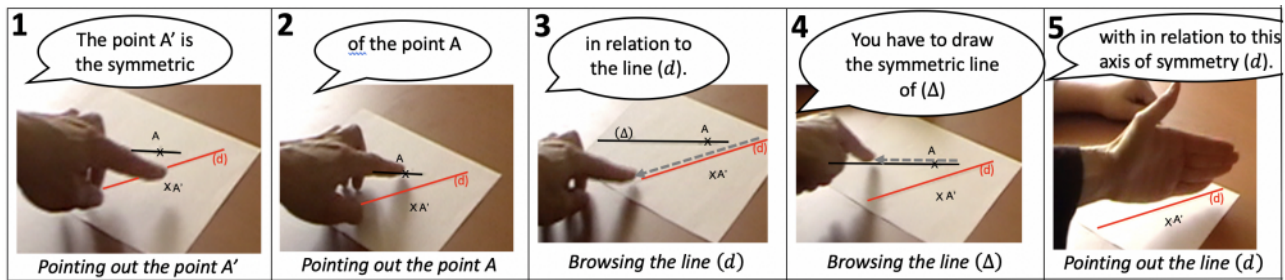 1
The point A’ is
the symmetric
A
(d)
X A'
Pointing out the point A’
2
of the point A
A
(d)
X A'
Pointing out the point A
3
in relation to
the line (d).
(Δ)
A
(d)
XA'
Browsing the line (d)
4
You have to draw
the symmetric line
of (Δ)
A
(d)
X A'
Browsing the line (Δ)
5
with in relation to this
axis of symmetry (d).
(d)
XA'
Pointing out the line (d)